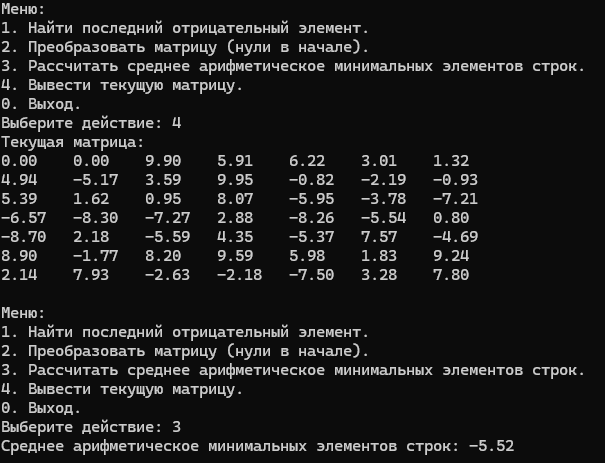 Меню:
1. Найти последний отрицательный элемент.
2. Преобразовать матрицу (нули в начале).
3. Рассчитать среднее арифметическое минимальных элементов строк.
4. Вывести текущую матрицу.
0. Выход.
Выберите действие: 4
Текущая матрица:
0.00 0.00 9.90 5.91 6.22 3.01 1.32
4.94 -5.17 3.59 9.95 -0.82 -2.19 -0.93
5.39 1.62 0.95 8.07 -5.95 -3.78 -7.21
-6.57 -8.30 -7.27 2.88 -8.26 -5.54 0.80
-8.70 2.18 -5.59 4.35 -5.37 7.57 -4.69
8.90 -1.77 8.20 9.59 5.98 1.83 9.24
2.14 7.93 -2.63 -2.18 -7.50 3.28 7.80
Меню:
1. Найти последний отрицательный элемент.
2. Преобразовать матрицу (нули в начале).
3. Рассчитать среднее арифметическое минимальных элементов строк.
4. Вывести текущую матрицу.
0. Выход.
Выберите действие: 3
Среднее арифметическое минимальных элементов строк: -5.52